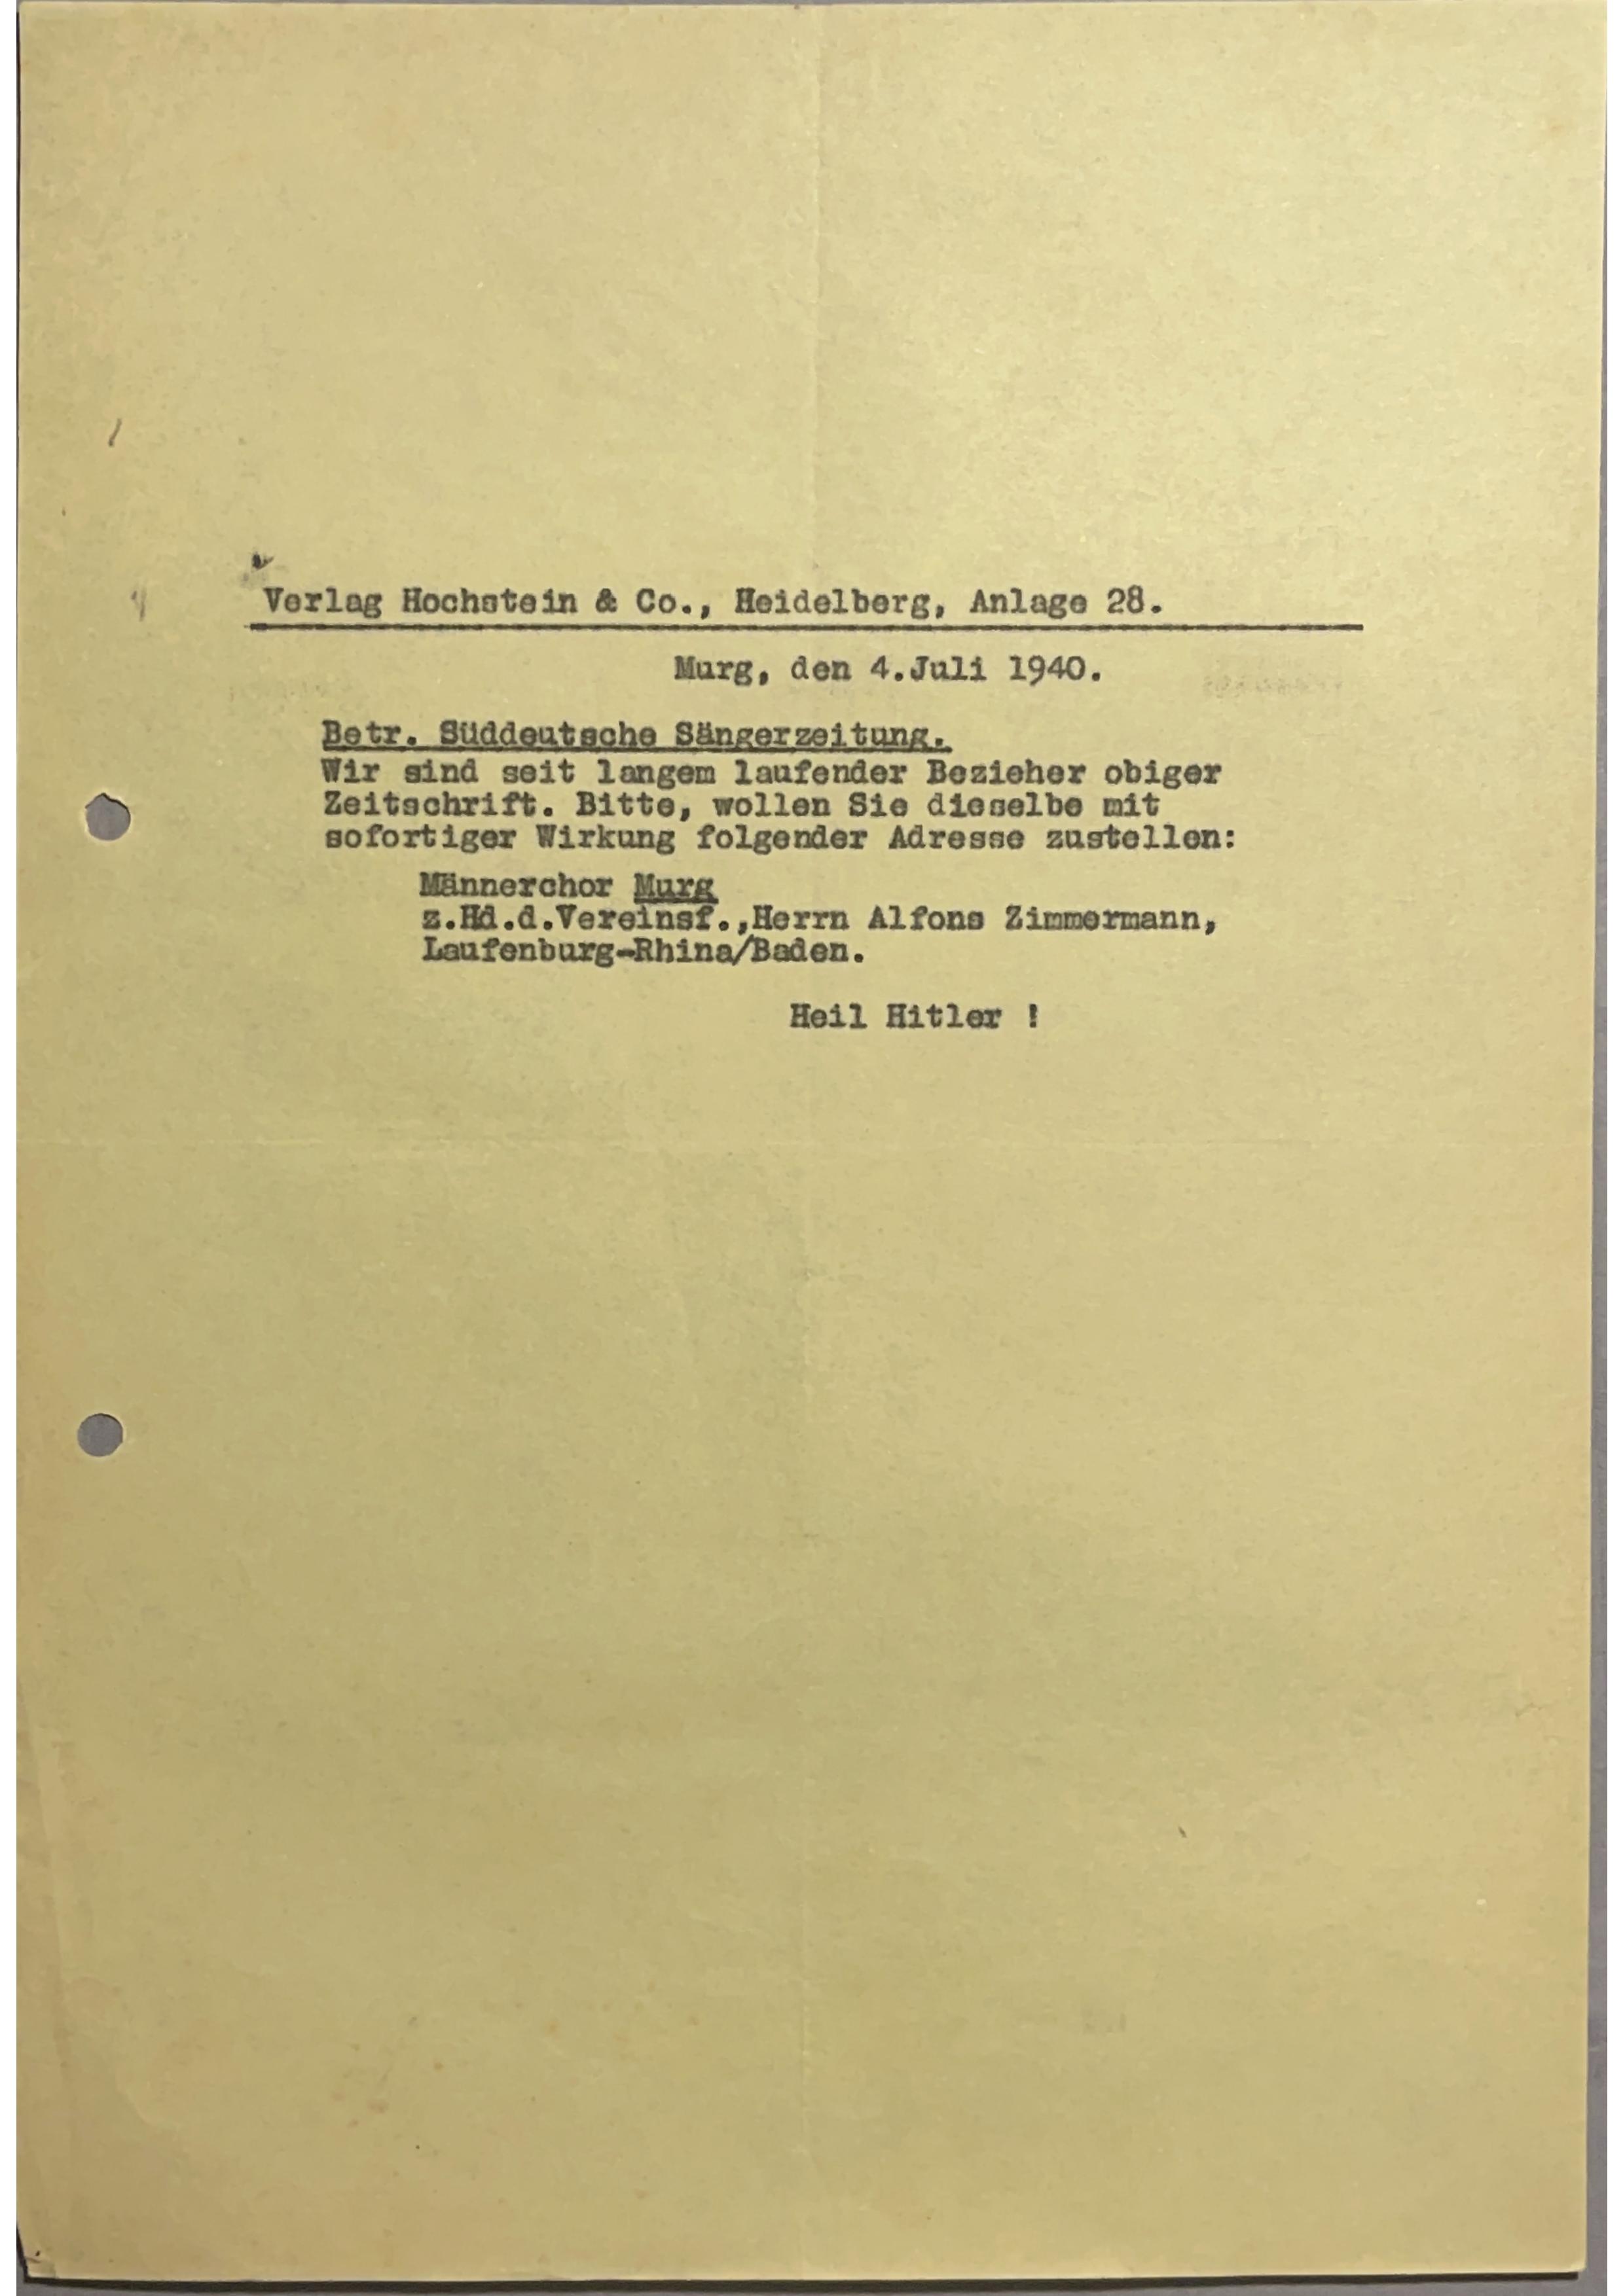 Verlag Hochstein & Co., Heidelberg, Anlage 28.
Murg, den 4.Juli 1940.
Betr. Süddeutsche Sängerzeitung.
Wir sind seit langem laufender Bezieher obiger
Zeitschrift. Bitte, wollen Sie dieselbe mit
sofortiger Wirkung folgender Adresse zustellen:
Männerchor Murg
z.Hd.d.Vereinsf.,Herrn Alfons Zimmermann,
Laufenburg-Rhina/Baden.
Heil Hitler !